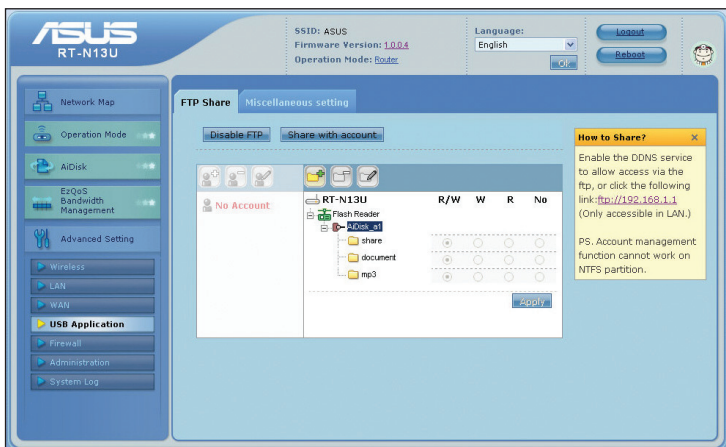 ASUS
RT-N13U
SSID: ASUS
Firmware Version: 1.0.0.4
Operation Mode: Router
Language:
English
OK
Logout
Reboot
Network Map
Operation Mode
AiDisk
EzQoS
Bandwidth
Management
Advanced Setting
Wireless
LAN
WAN
USB Application
Firewall
Administration
System Log
FTP Share
Miscellaneous setting
Disable FTP
Share with account
No Account
RT-N13U R/W W R No
Flash Reader
AiDisk_a1
share
document
mp3
Apply
How to Share? ×
Enable the DDNS service
to allow access via the
ftp, or click the following
link:ftp://192.168.1.1
(Only accessible in LAN.)
PS. Account management
function cannot work on
NTFS partition.